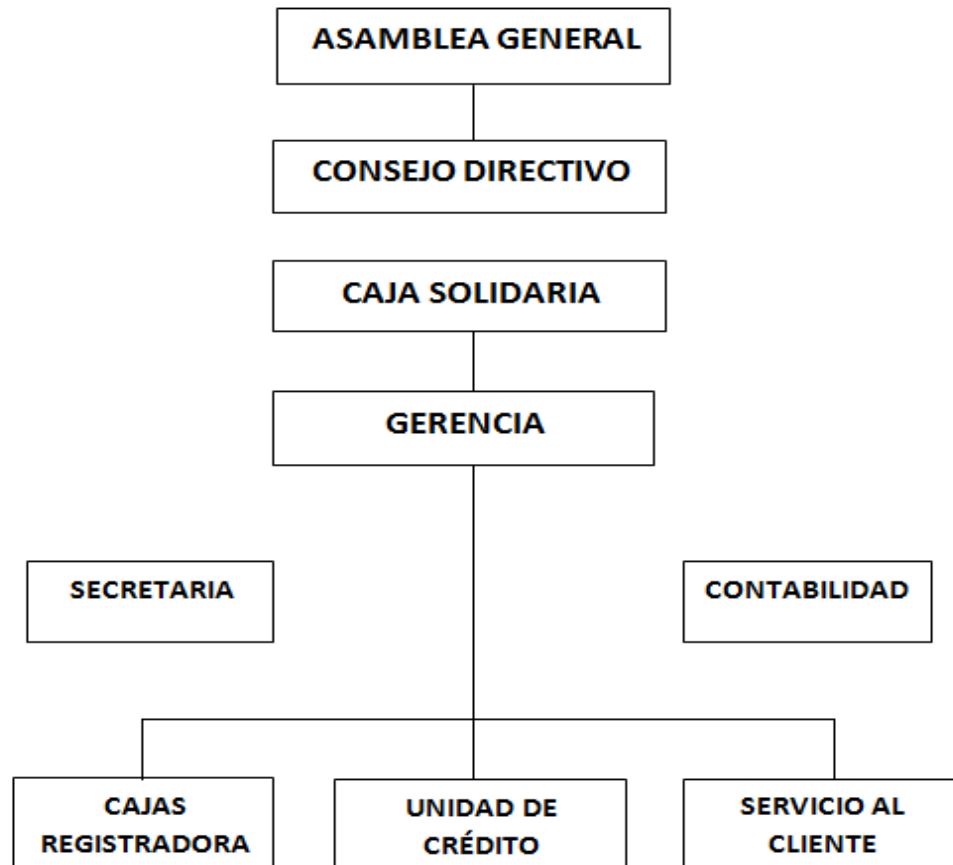 ASAMBLEA GENERAL
CONSEJO DIRECTIVO
CAJA SOLIDARIA
GERENCIA
SECRETARIA
CONTABILIDAD
CAJAS
REGISTRADORA
UNIDAD DE
CRÉDITO
SERVICIO AL
CLIENTE